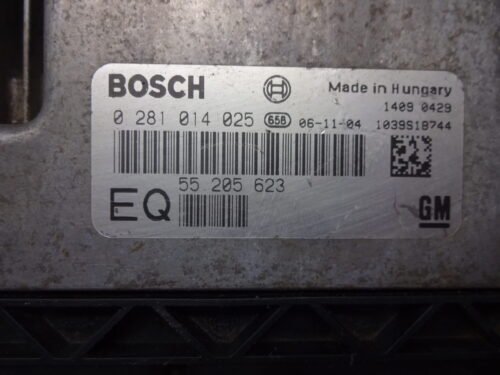 BOSCH Made in Hungary
1409 0429
0 281 014 025 656 06-11-04 1039S18744
55 205 623
EQ GM